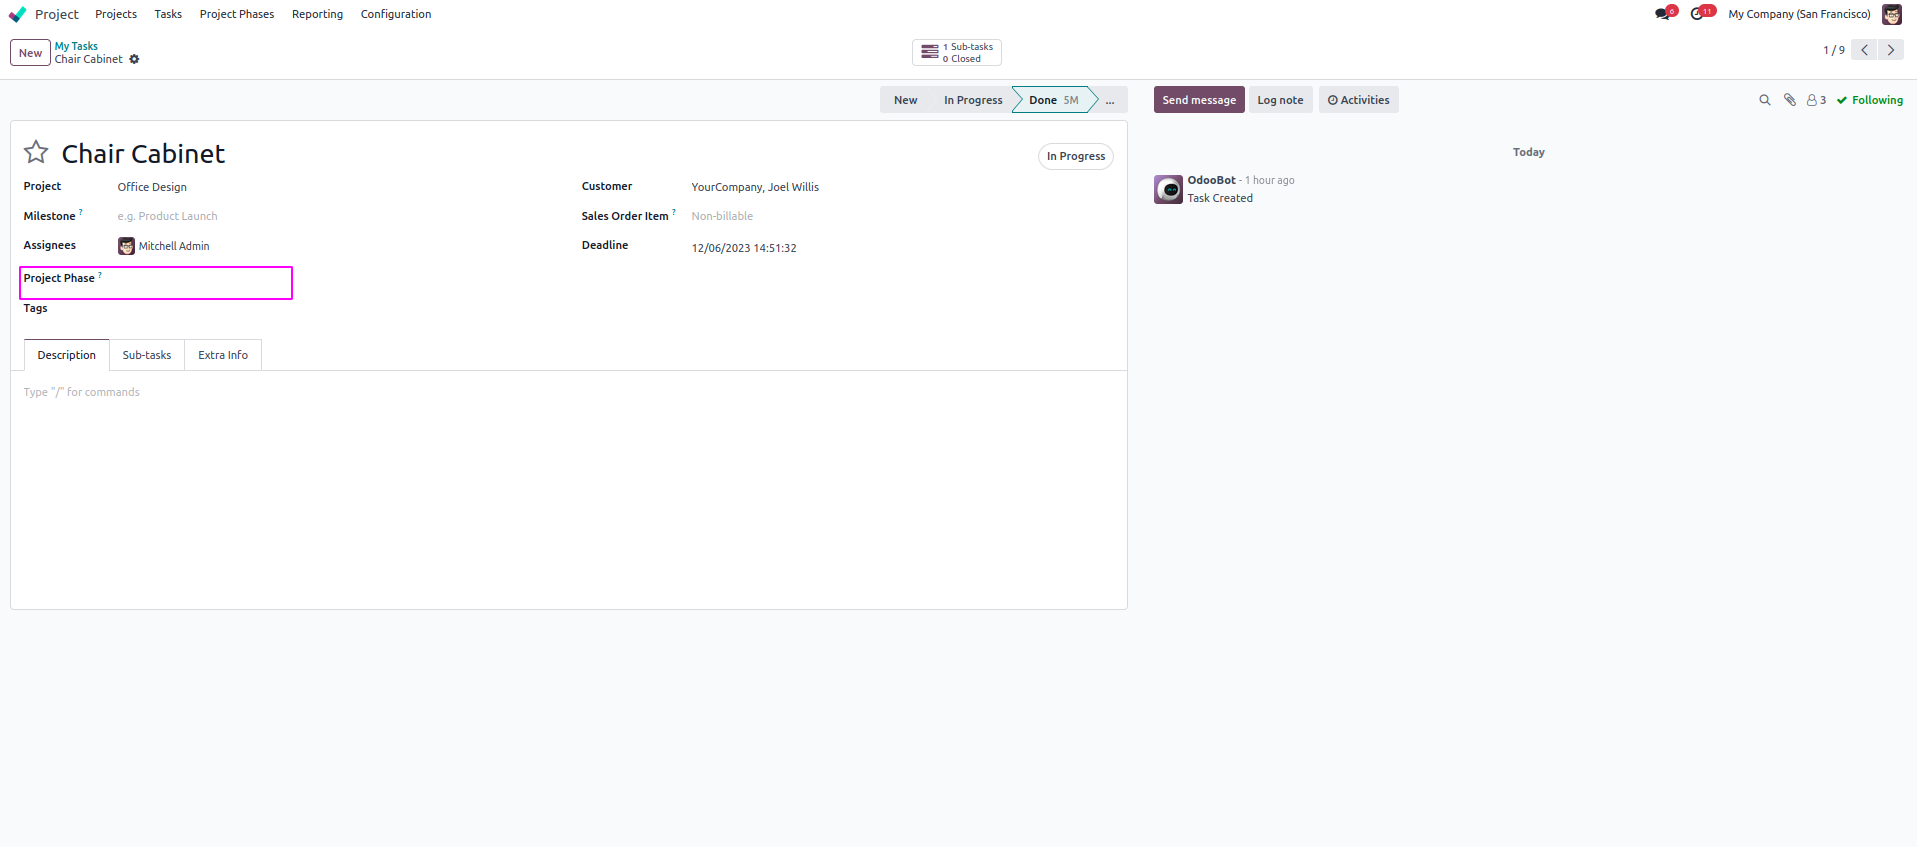 Project Projects Tasks Project Phases Reporting Configuration 6 11 My Company (San Francisco)
New My Tasks
Chair Cabinet
1 Sub-tasks
0 Closed
1 / 9
New In Progress Done 5M ... Send message Log note Activities 3 Following
Chair Cabinet
In Progress
Project Office Design Customer YourCompany, Joel Willis
Milestone ? e.g. Product Launch Sales Order Item ? Non-billable
Assignees Mitchell Admin Deadline 12/06/2023 14:51:32
Project Phase ?
Tags
Description Sub-tasks Extra Info
Type "/" for commands
Today
OdooBot - 1 hour ago
Task Created